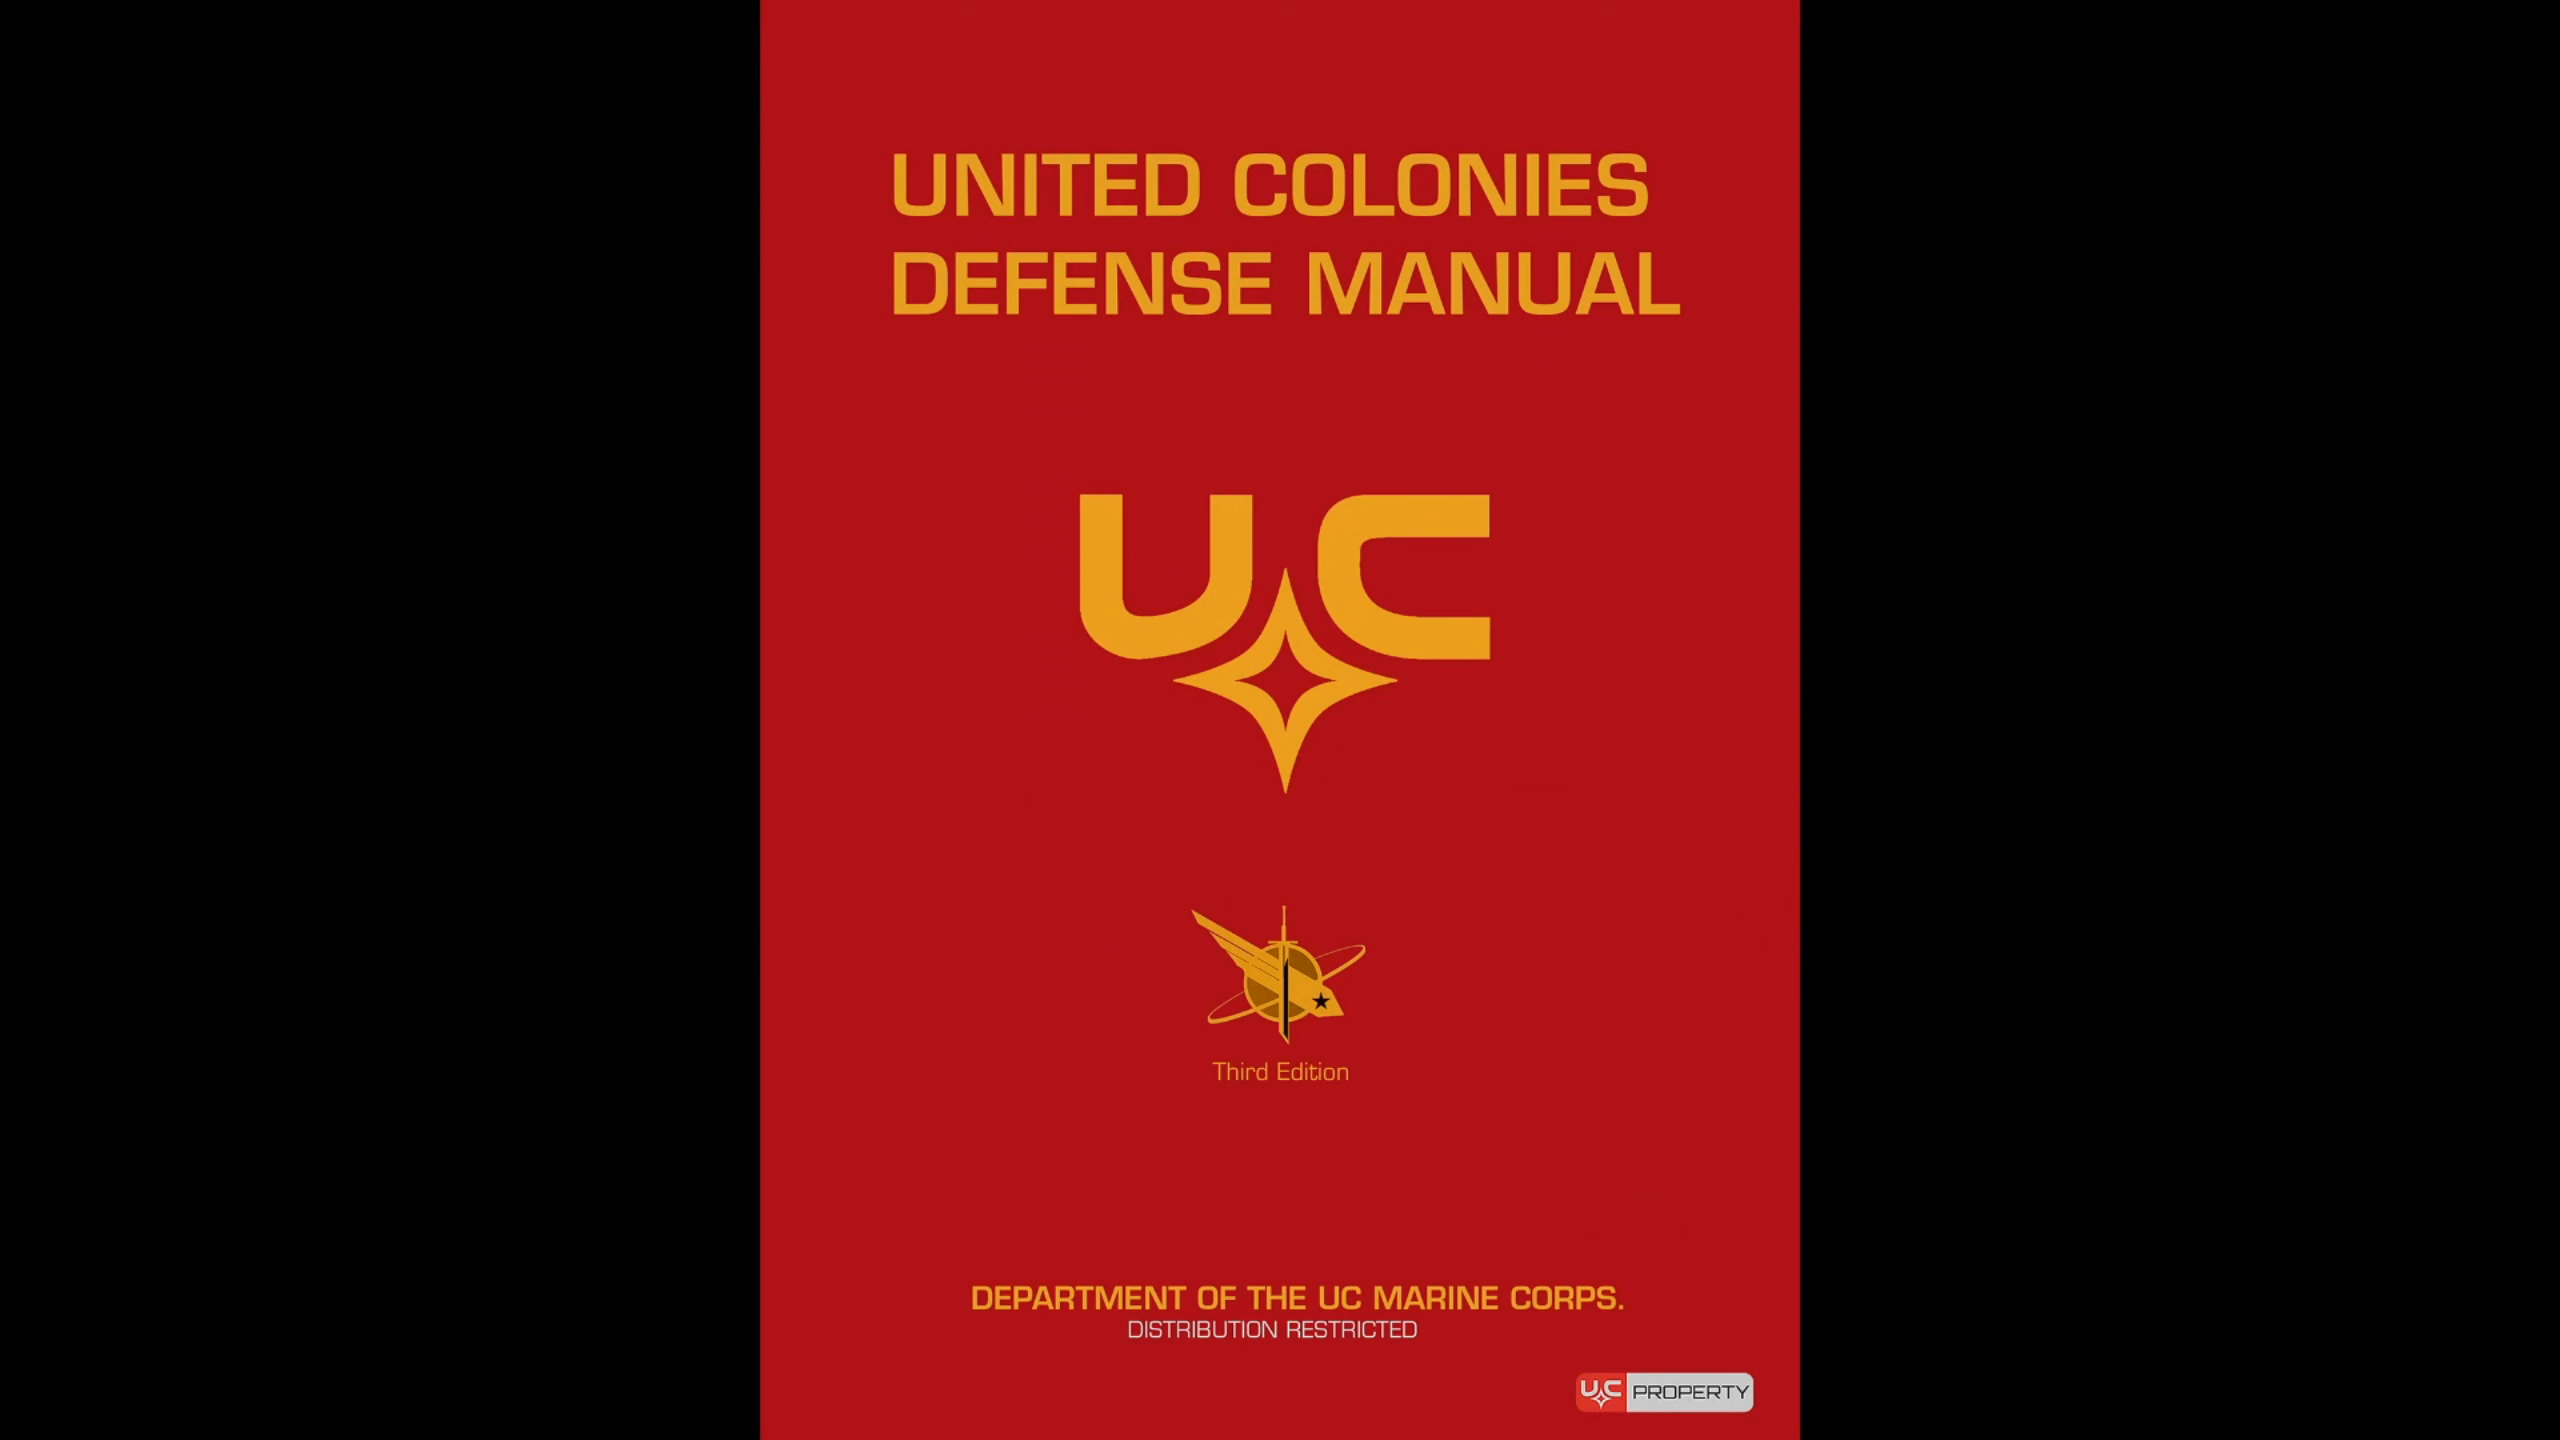 UNITED COLONIES
DEFENSE MANUAL
UC
Third Edition
DEPARTMENT OF THE UC MARINE CORPS.
DISTRIBUTION RESTRICTED
UC PROPERTY